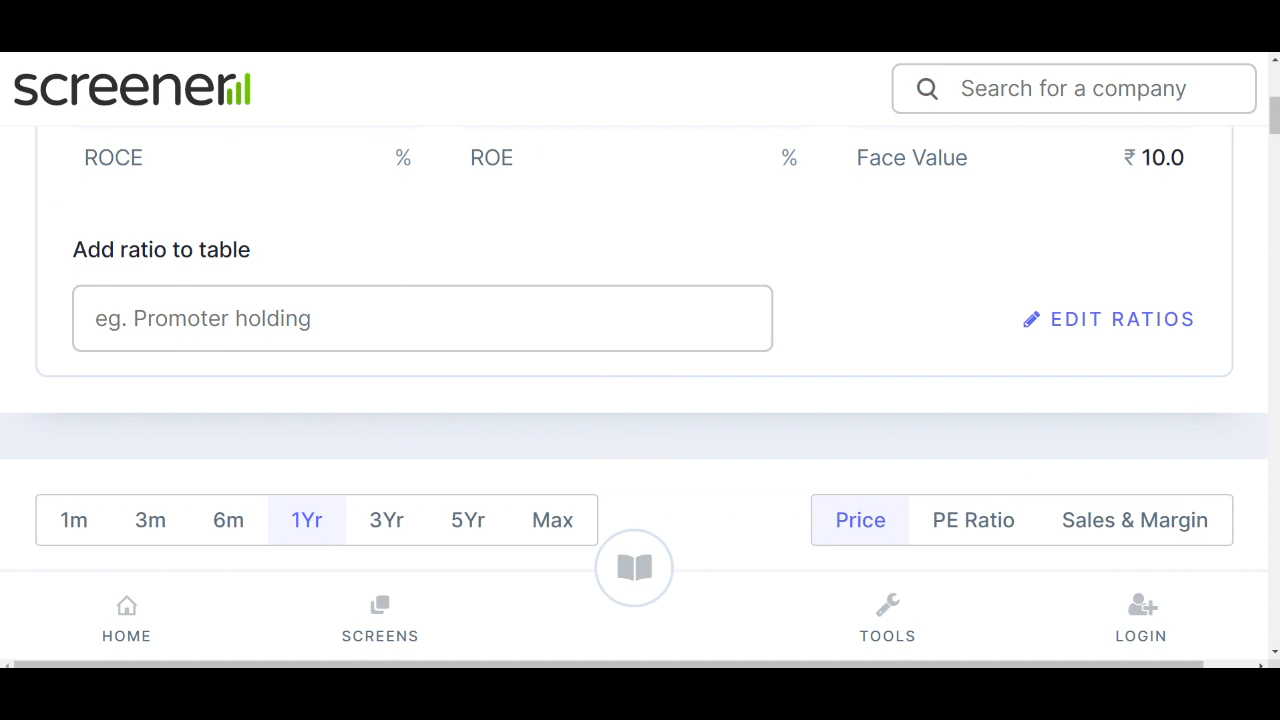 screener
Search for a company
ROCE % ROE % Face Value ₹ 10.0
Add ratio to table
eg. Promoter holding
EDIT RATIOS
1m 3m 6m 1Yr 3Yr 5Yr Max Price PE Ratio Sales & Margin
HOME SCREENS TOOLS LOGIN